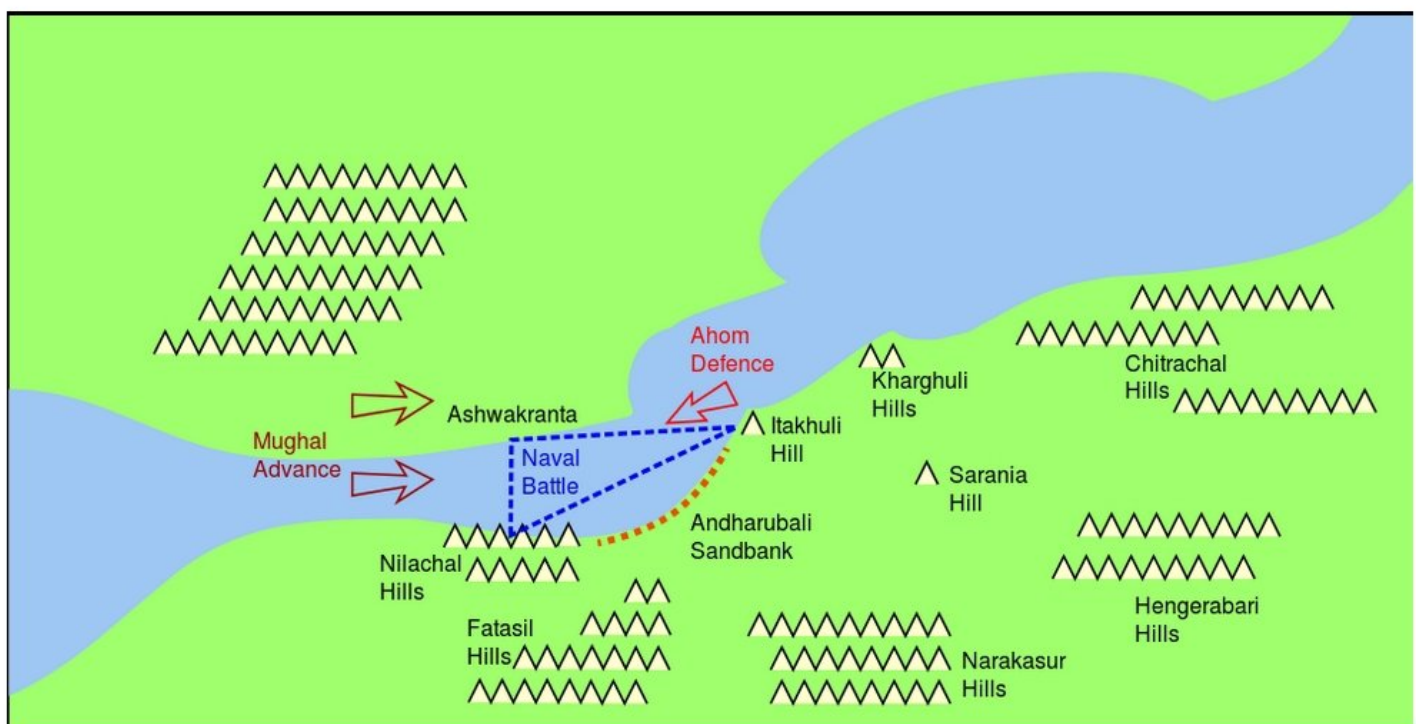 Ahom
Defence
Kharghuli
Hills
Chitrachal
Hills
Ashwakranta
Itakhuli
Hill
Mughal
Advance
Naval
Battle
Sarania
Hill
Andharubali
Sandbank
Nilachal
Hills
Fatasil
Hills
Narakasur
Hills
Hengerabari
Hills